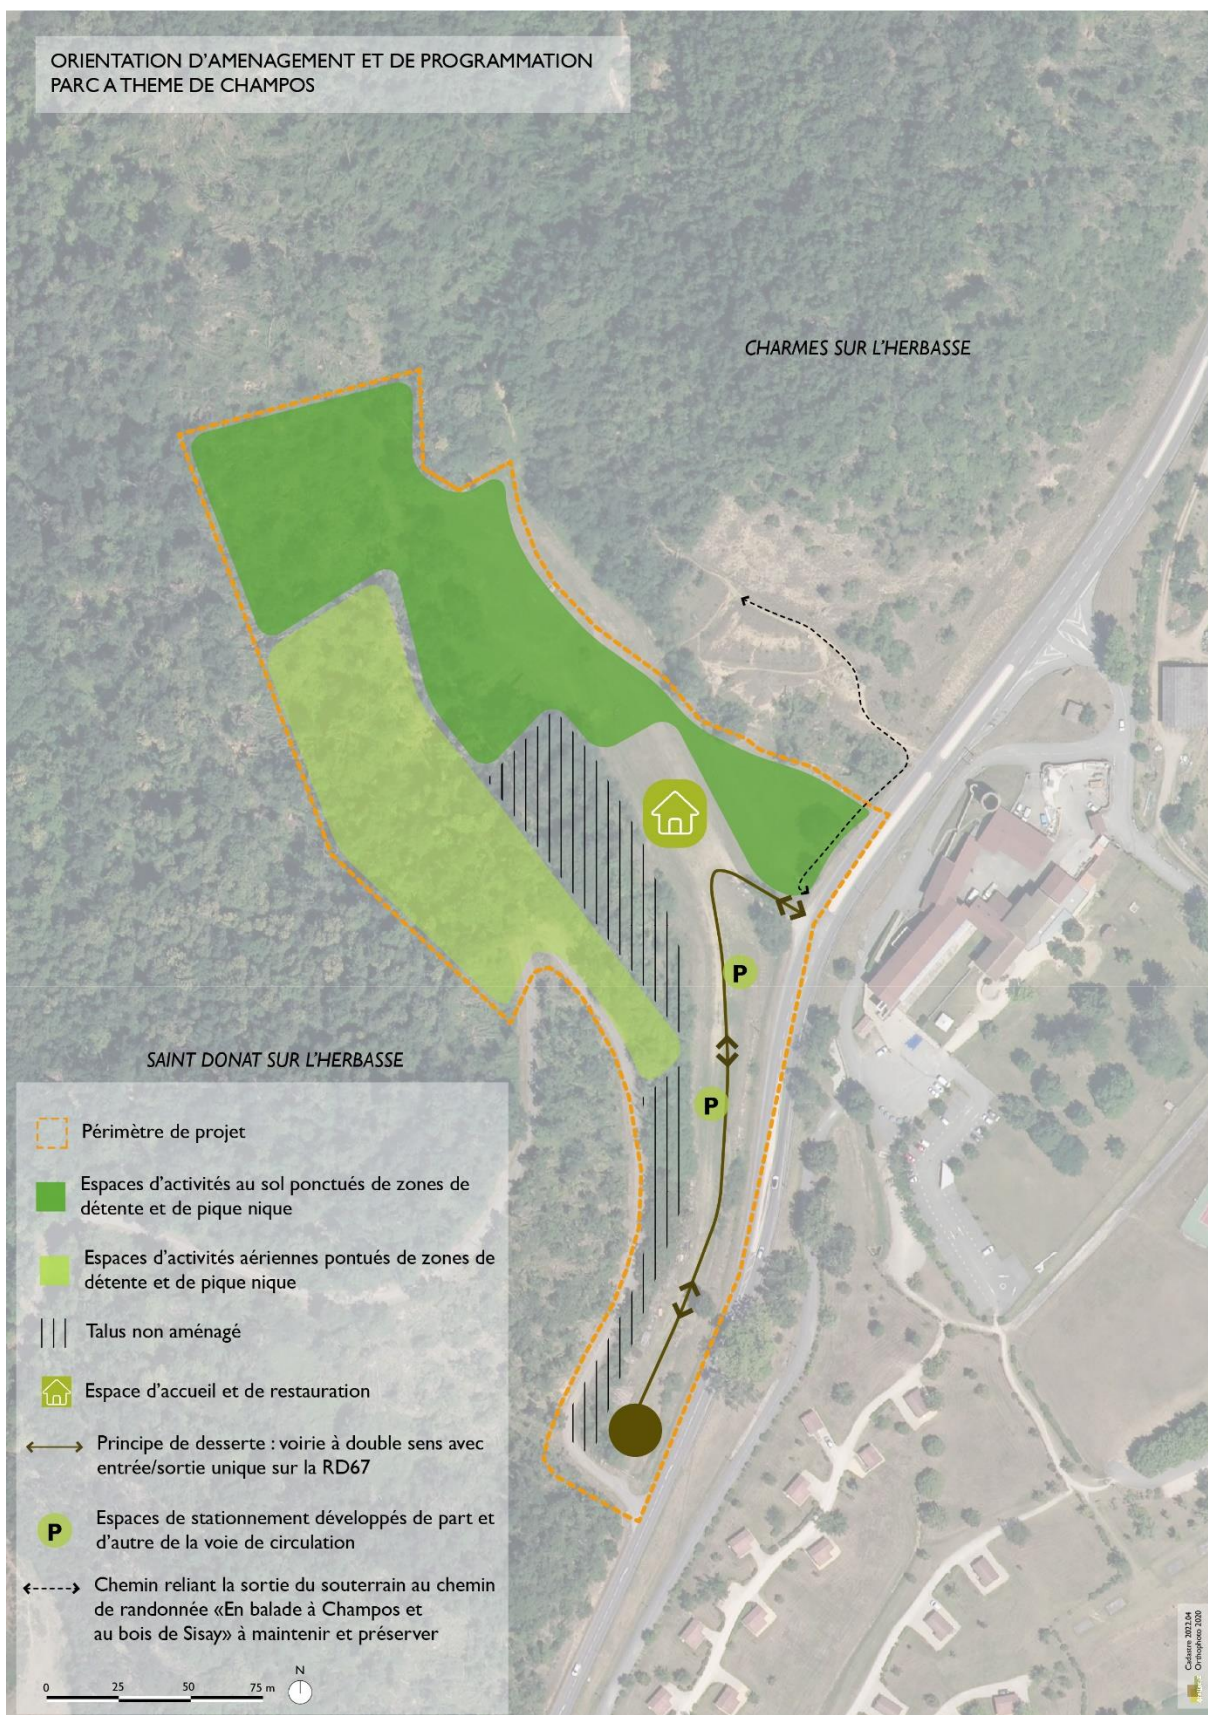 ORIENTATION D'AMENAGEMENT ET DE PROGRAMMATION
PARC A THEME DE CHAMPOS
CHARMES SUR L'HERBASSE
P
P
SAINT DONAT SUR L'HERBASSE
Périmètre de projet
Espaces d'activités au sol ponctués de zones de
détente et de pique nique
Espaces d'activités aériennes pontués de zones de
détente et de pique nique
Talus non aménagé
Espace d'accueil et de restauration
Principe de desserte : voirie à double sens avec
entrée/sortie unique sur la RD67
P
Espaces de stationnement développés de part et
d'autre de la voie de circulation
Chemin reliant la sortie du souterrain au chemin
de randonnée «En balade à Champos et
au bois de Sisay» à maintenir et préserver
0 25 50 75 m
N
Cadastre 2022.04
Orthophoto 2020